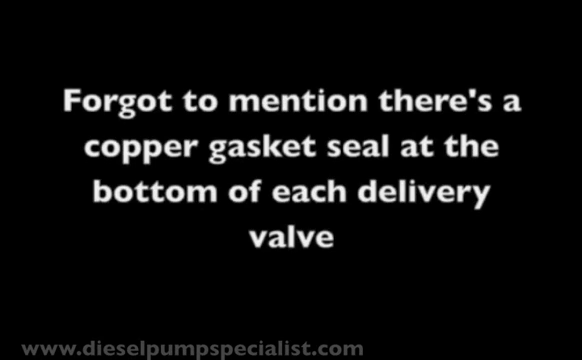 Forgot to mention there's a
copper gasket seal at the
bottom of each delivery
valve
www.dieselpumpspecialist.com